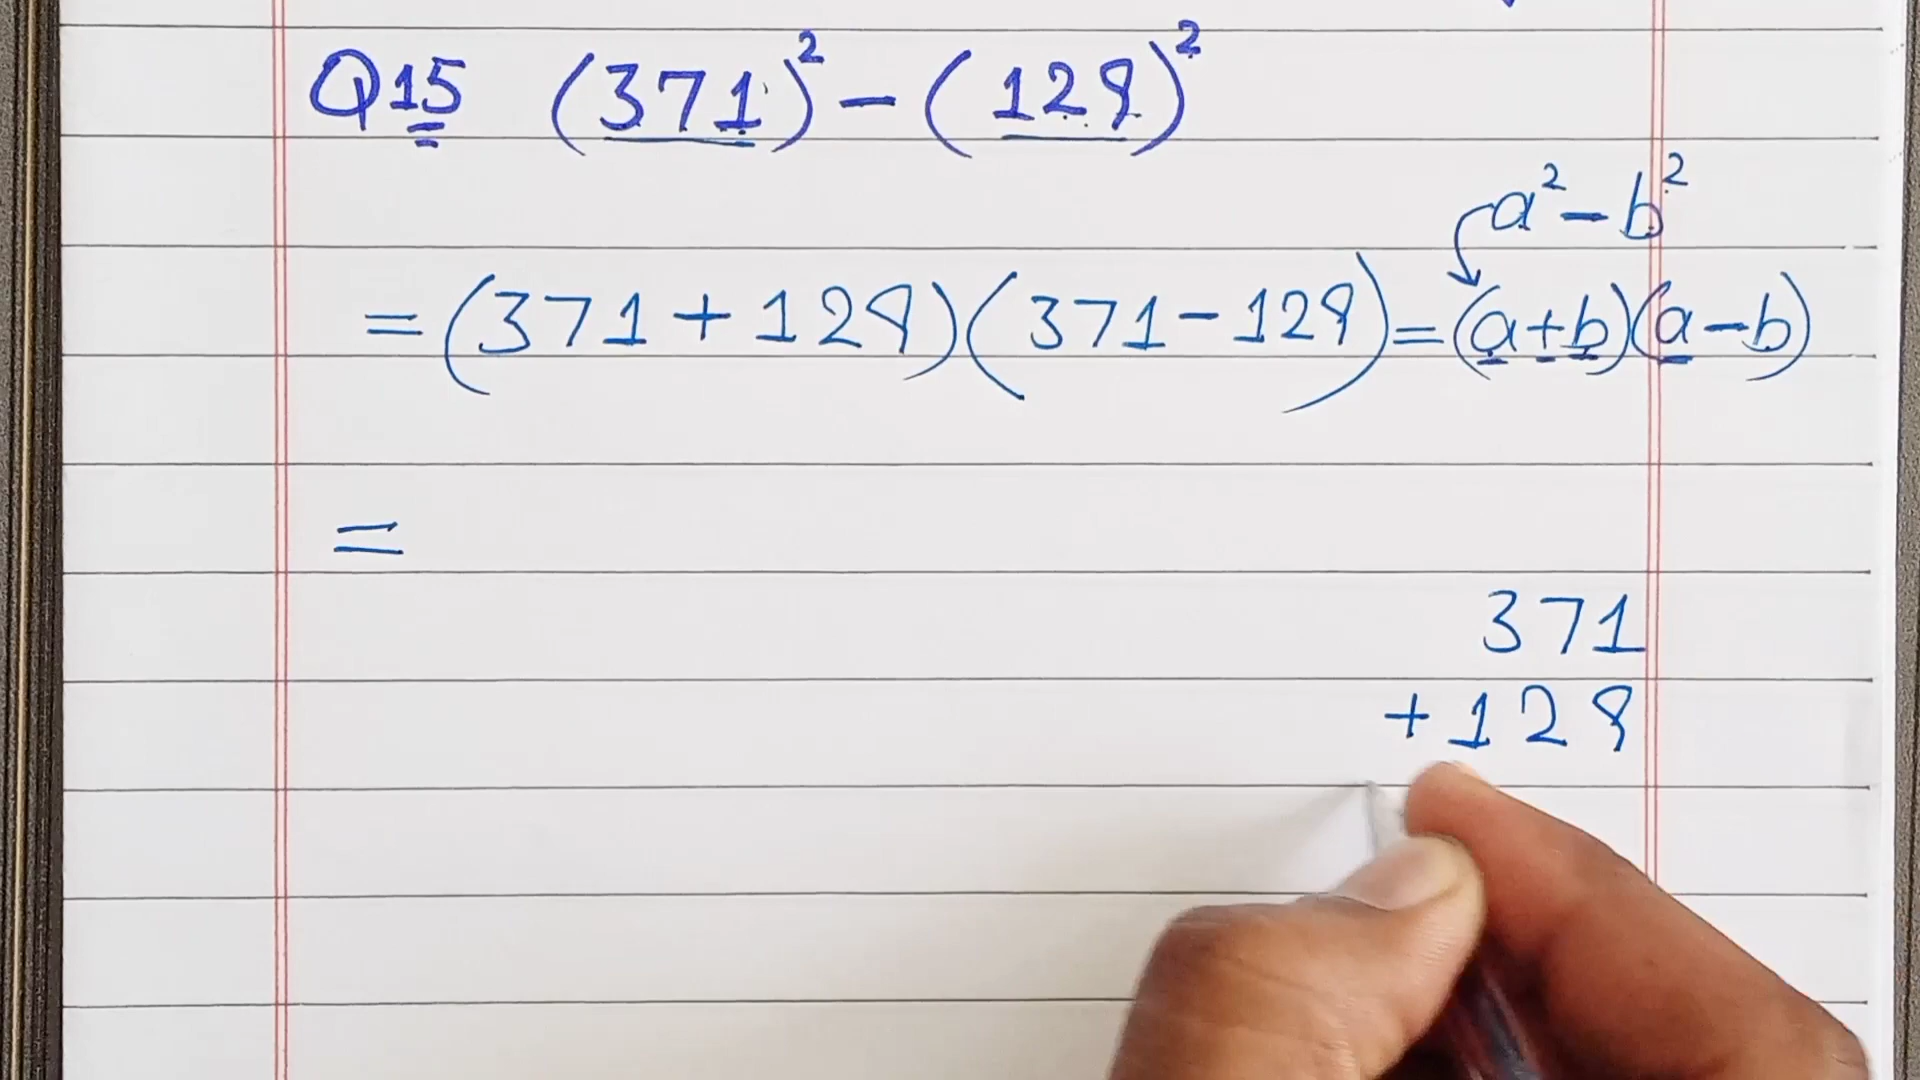 Q15 (371)² - (129)²
a² - b²
= (371 + 129)(371 - 129) = (a+b)(a-b)
=
371
+ 129